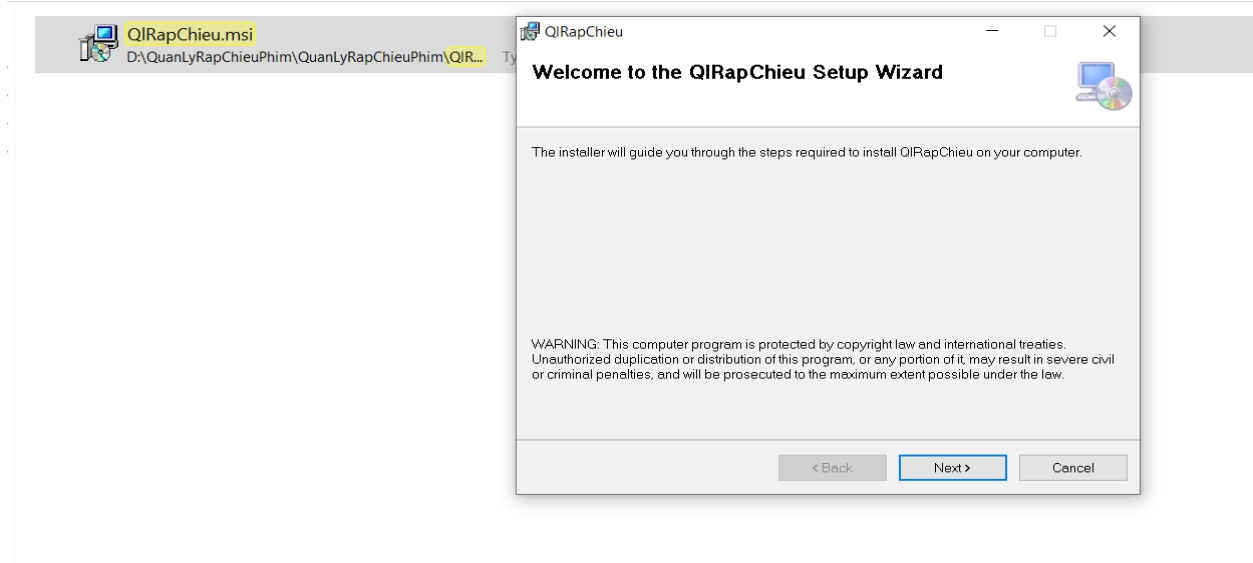 QlRapChieu.msi
D:\QuanLyRapChieuPhim\QuanLyRapChieuPhim\QlR...
Ty
QlRapChieu
Welcome to the QlRapChieu Setup Wizard
The installer will guide you through the steps required to install QlRapChieu on your computer.
WARNING: This computer program is protected by copyright law and international treaties.
Unauthorized duplication or distribution of this program, or any portion of it, may result in severe civil
or criminal penalties, and will be prosecuted to the maximum extent possible under the law.
< Back
Next >
Cancel